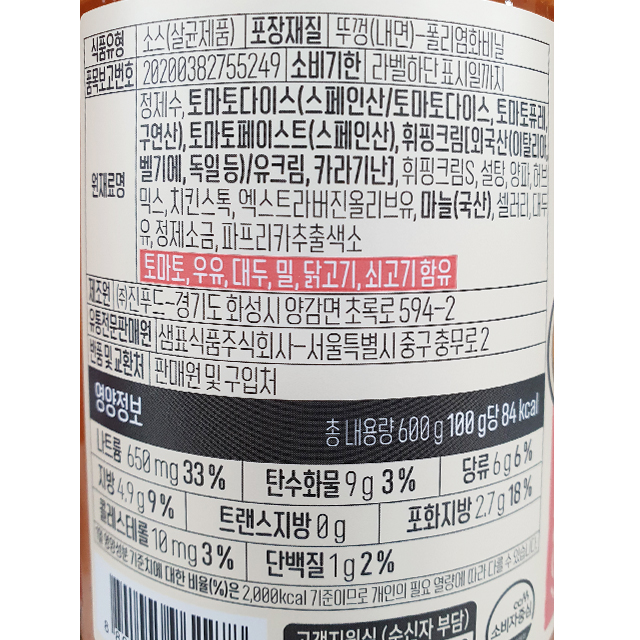 식품유형 소스(살균제품) 포장재질 뚜껑(내면)-폴리염화비닐
품목보고번호 20200382755249 소비기한 라벨하단 표시일까지
원재료명 정제수, 토마토다이스(스페인산/토마토다이스, 토마토퓨레,
구연산), 토마토페이스트(스페인산), 휘핑크림[외국산(이탈리아,
벨기에, 독일 등)/유크림, 카라기난], 휘핑크림S, 설탕, 양파, 허브
믹스, 치킨스톡, 엑스트라버진올리브유, 마늘(국산), 셀러리, 대두
유, 정제소금, 파프리카추출색소
토마토, 우유, 대두, 밀, 닭고기, 쇠고기 함유
제조원 (주)진푸드-경기도 화성시 양감면 초록로 594-2
유통전문판매원 샘표식품주식회사-서울특별시 중구 충무로 2
반품 및 교환처 판매원 및 구입처
영양정보 총 내용량 600 g 100 g당 84 kcal
나트륨 650 mg 33 % 탄수화물 9 g 3 % 당류 6 g 6 %
지방 4.9 g 9 % 트랜스지방 0 g 포화지방 2.7 g 18 %
콜레스테롤 10 mg 3 % 단백질 1 g 2 %
1일 영양성분 기준치에 대한 비율(%)은 2,000kcal 기준이므로 개인의 필요 열량에 따라 다를 수 있습니다.
고객지원실 (수신자 부담)
CCM
소비자중심